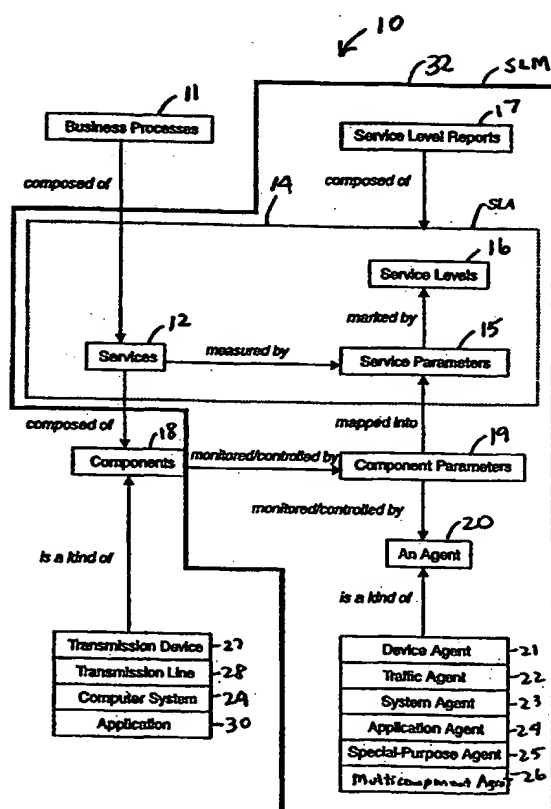 10
32 SLM
11 17
Business Processes Service Level Reports
composed of composed of
14 SLA
16
Service Levels
12 marked by 15
Services measured by Service Parameters
composed of mapped into
18 19
Components monitored/controlled by Component Parameters
monitored/controlled by
20
An Agent
is a kind of is a kind of
Transmission Device 27
Transmission Line 28
Computer System 29
Application 30
Device Agent 21
Traffic Agent 22
System Agent 23
Application Agent 24
Special-Purpose Agent 25
Multicomponent Agent 26